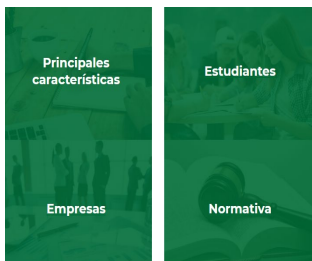 Principales
características
Estudiantes
Empresas
Normativa